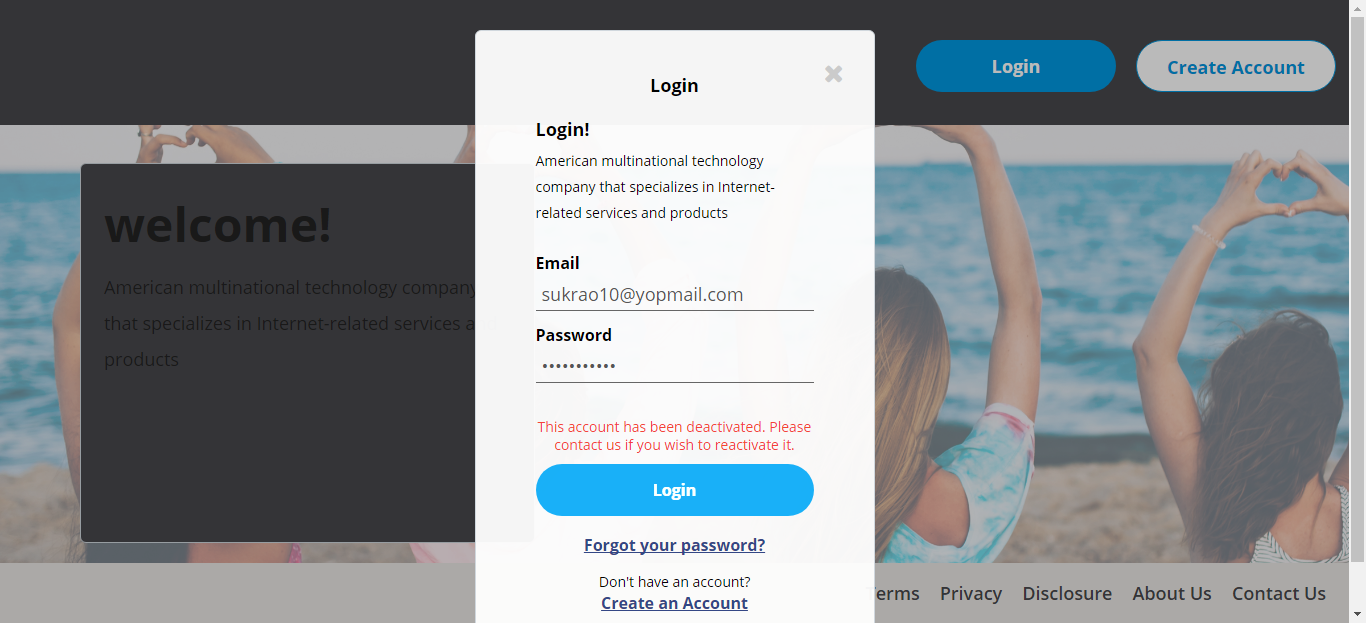 Login
Create Account
welcome!
American multinational technology company
that specializes in Internet-related services a
products
Login
Login!
American multinational technology
company that specializes in Internet-
related services and products
Email
sukrao10@yopmail.com
Password
This account has been deactivated. Please
contact us if you wish to reactivate it.
Login
Forgot your password?
Don't have an account?
Create an Account
Terms
Privacy
Disclosure
About Us
Contact Us